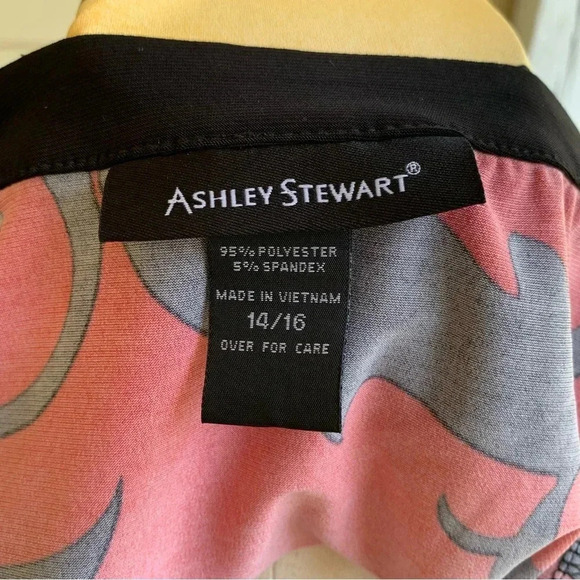 ASHLEY STEWART®
95% POLYESTER
5% SPANDEX
MADE IN VIETNAM
14/16
OVER FOR CARE